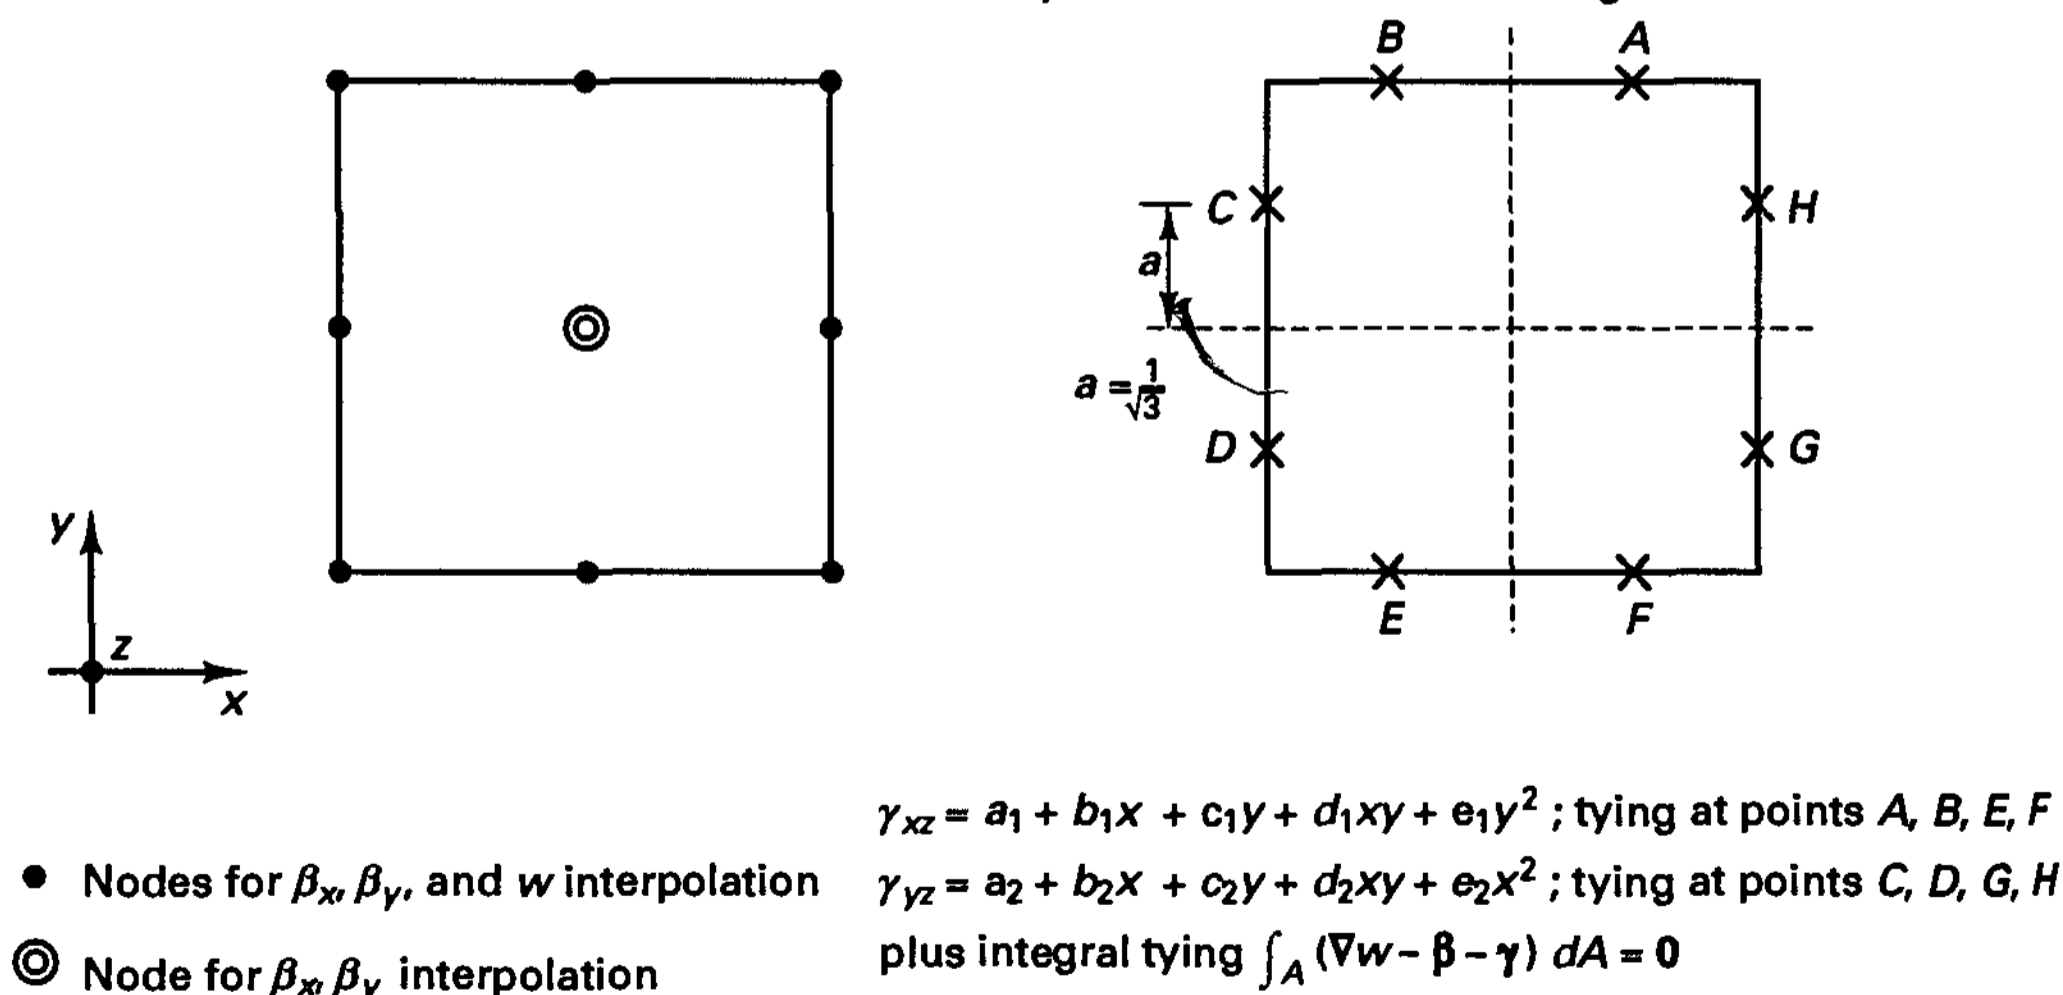 B A
C H
a
a = 1/√3
D G
E F
y
z
x
γxz = a1 + b1x + c1y + d1xy + e1y² ; tying at points A, B, E, F
● Nodes for βx, βy, and w interpolation
γyz = a2 + b2x + c2y + d2xy + e2x² ; tying at points C, D, G, H
plus integral tying ∫A (∇w – β – γ) dA = 0
◎ Node for βx, βy interpolation